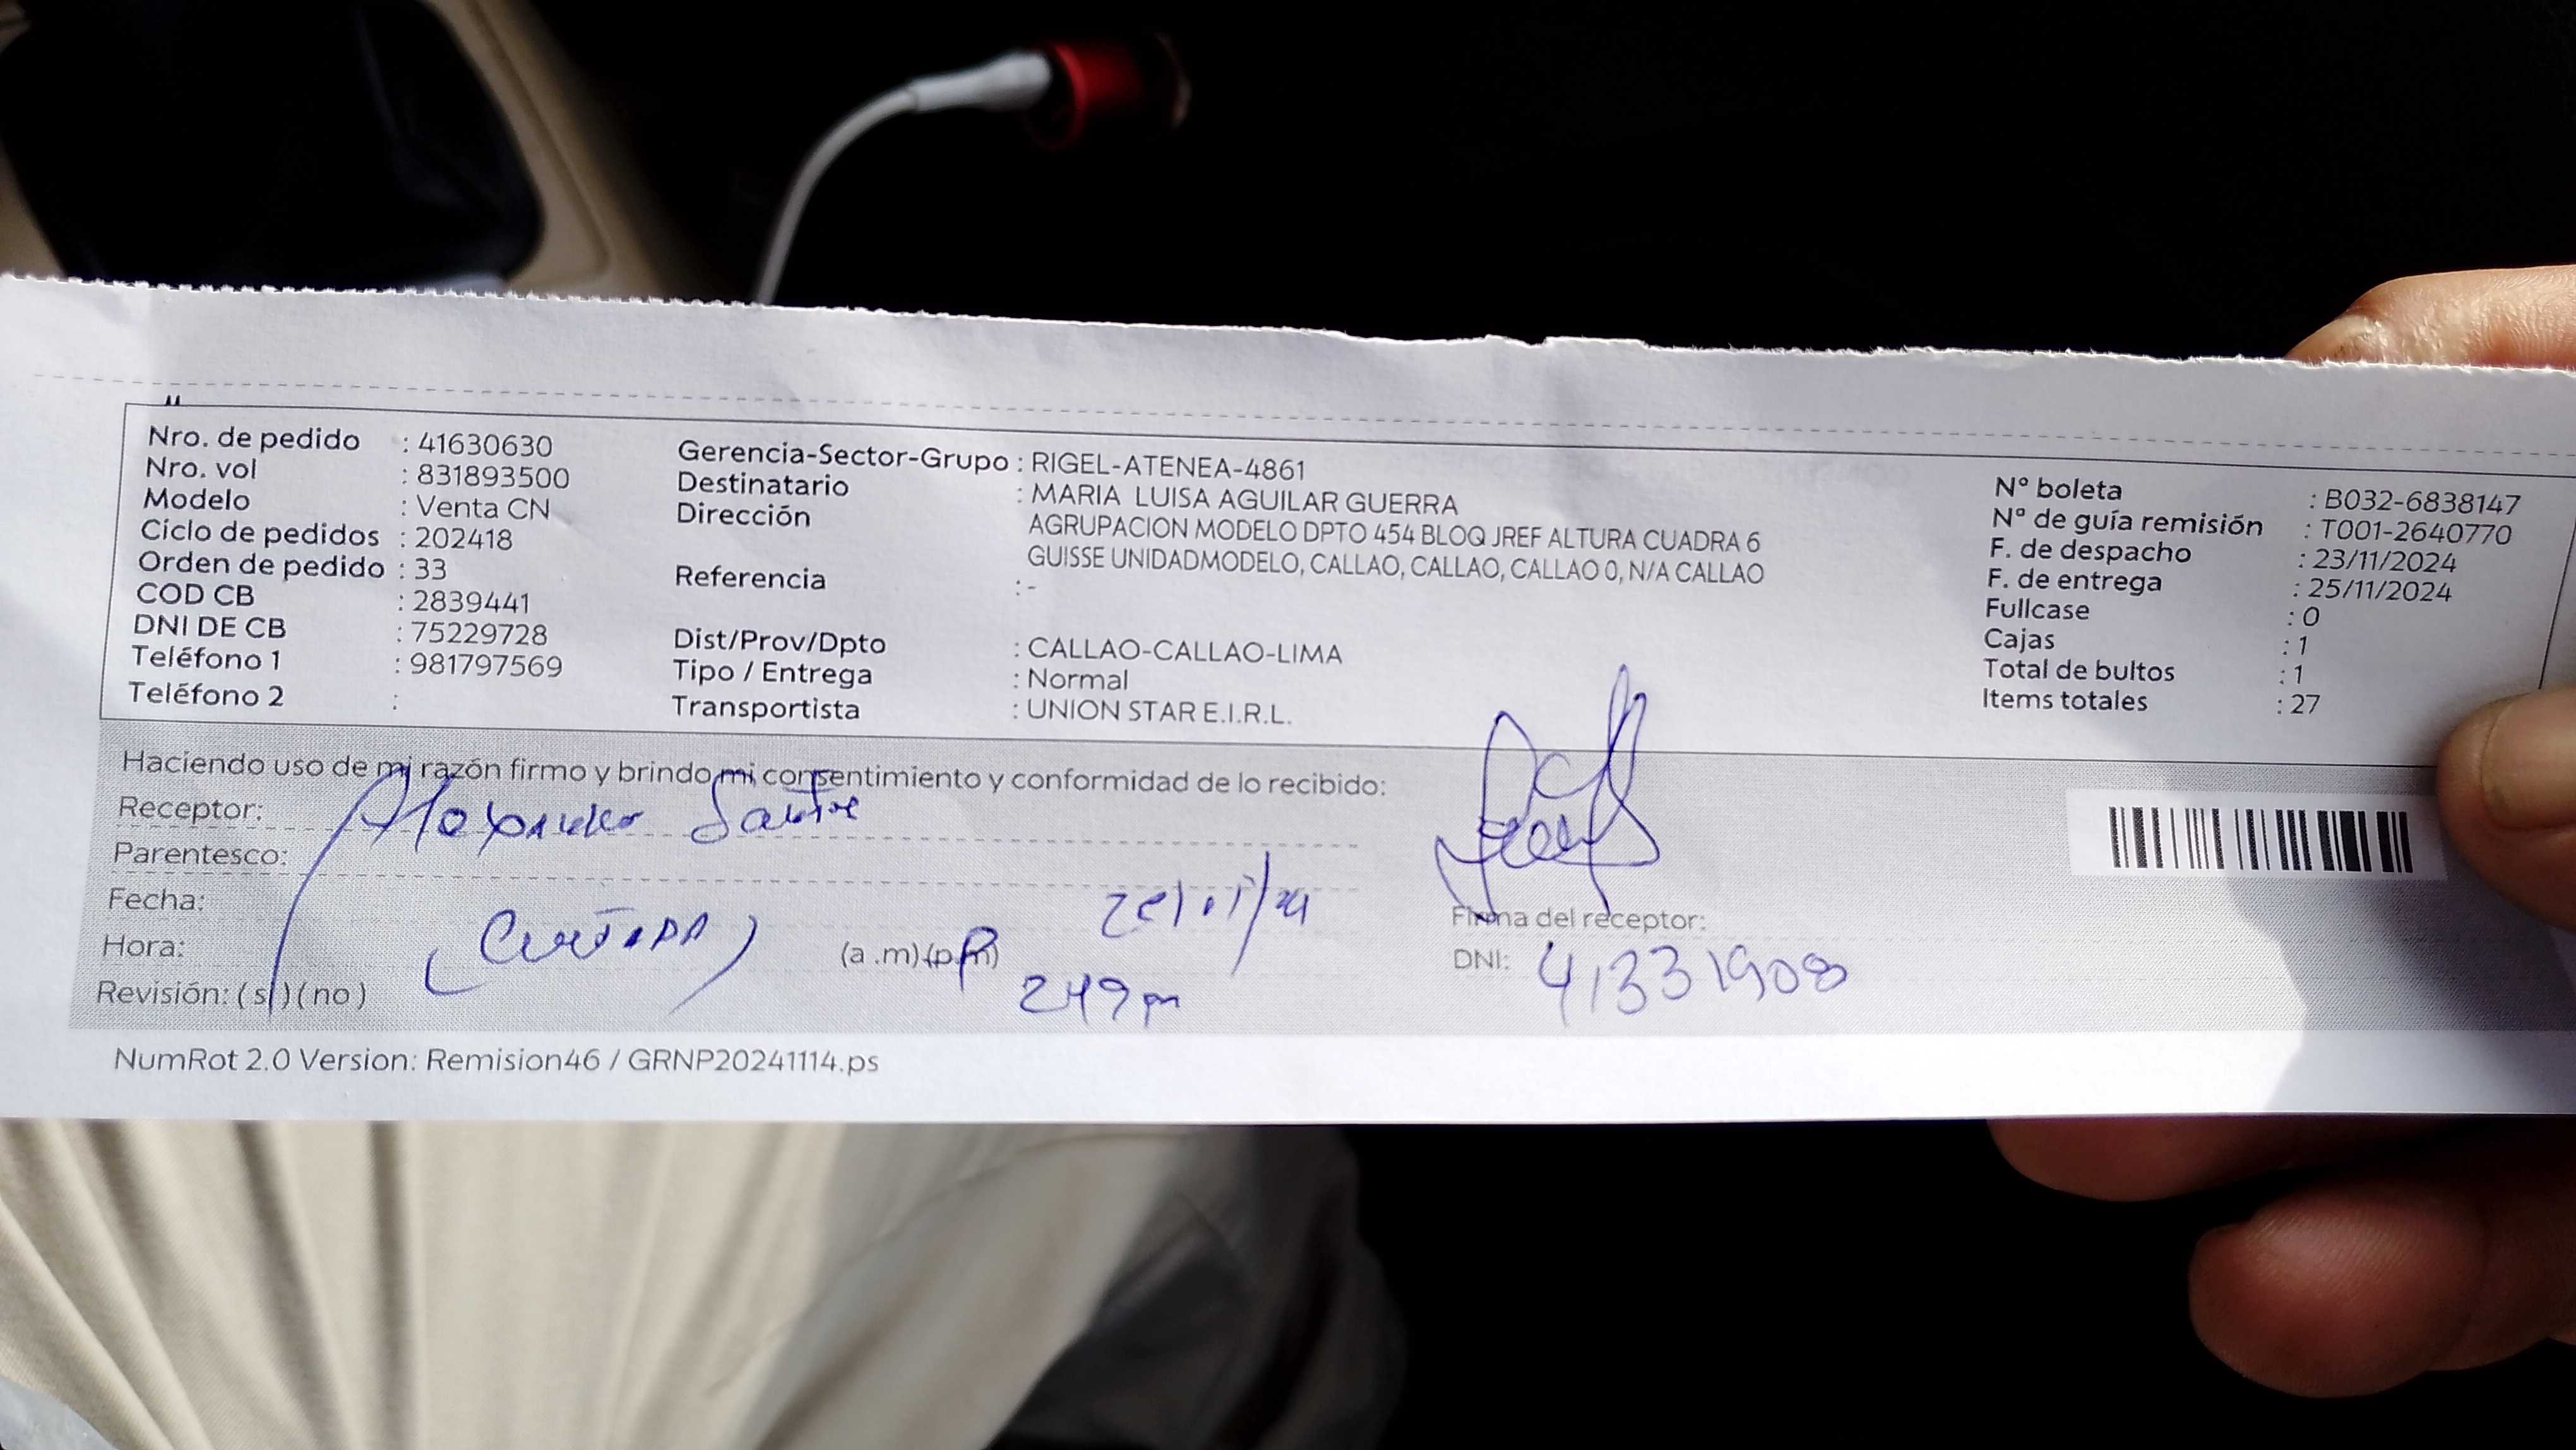 Nro. de pedido : 41630630
Nro. vol : 831893500
Modelo : Venta CN
Ciclo de pedidos : 202418
Orden de pedido : 33
COD CB : 2839441
DNI DE CB : 75229728
Teléfono 1 : 981797569
Teléfono 2 :
Gerencia-Sector-Grupo : RIGEL-ATENEA-4861
Destinatario : MARIA LUISA AGUILAR GUERRA
Dirección AGRUPACION MODELO DPTO 454 BLOQ JREF ALTURA CUADRA 6
GUISSE UNIDADMODELO, CALLAO, CALLAO, CALLAO 0, N/A CALLAO
Referencia : -
Dist/Prov/Dpto : CALLAO-CALLAO-LIMA
Tipo / Entrega : Normal
Transportista : UNION STAR E.I.R.L.
N° boleta : B032-6838147
N° de guía remisión : T001-2640770
F. de despacho : 23/11/2024
F. de entrega : 25/11/2024
Fullcase : 0
Cajas : 1
Total de bultos : 1
Items totales : 27
Haciendo uso de mi razón firmo y brindo mi consentimiento y conformidad de lo recibido:
Receptor: Alexander
Parentesco:
Fecha:
Hora: (a .m) (p.m)
249 pm
Revisión: ( si ) ( no )
Firma del receptor:
DNI: 41331908
NumRot 2.0 Version: Remision46 / GRNP20241114.ps